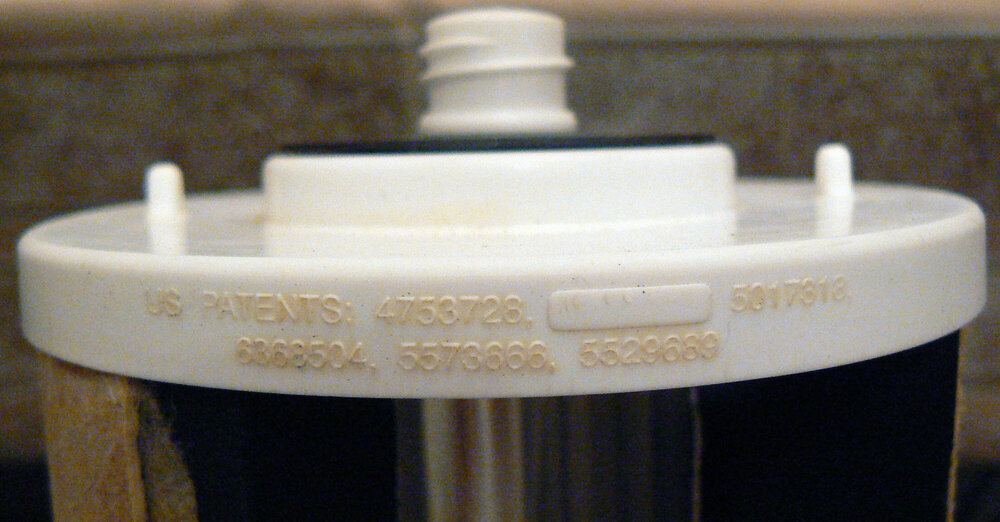 US PATENTS: 4753728, 5017318,
6368504, 5573666, 5529689